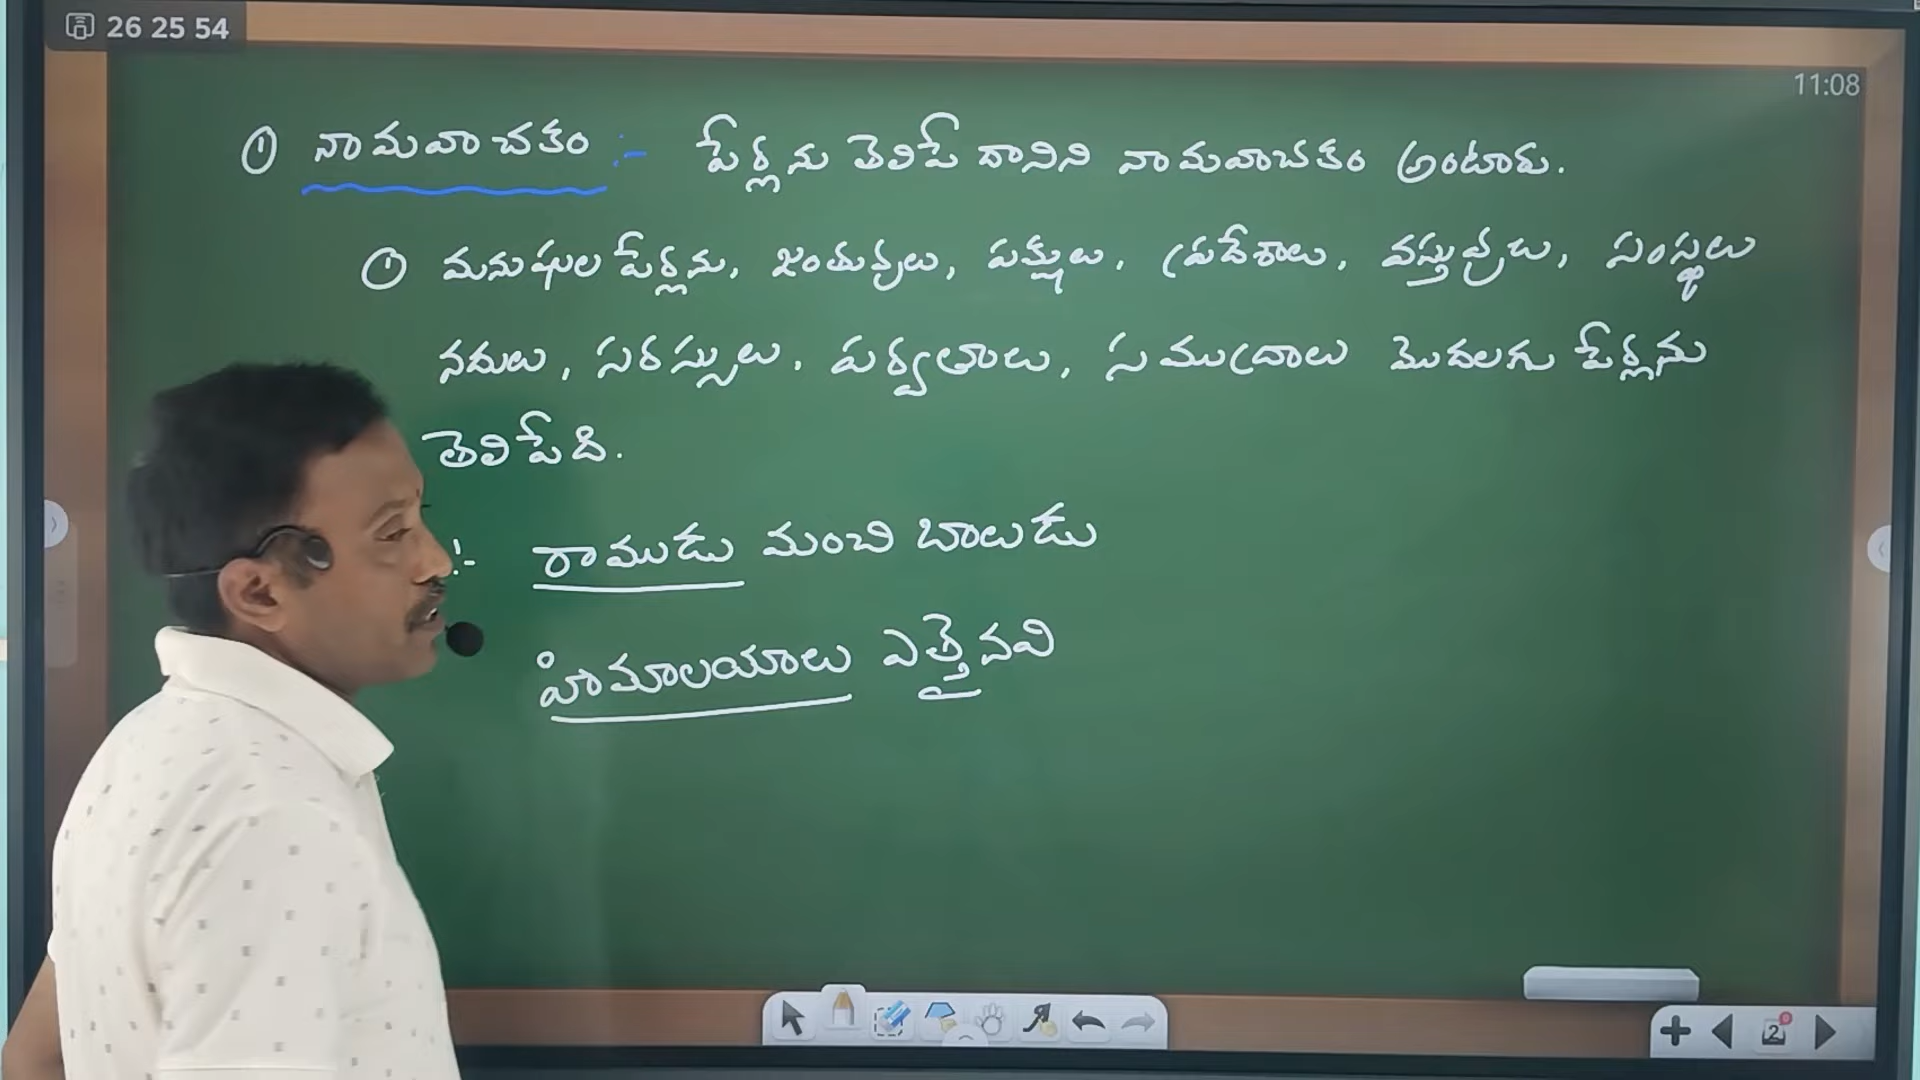 26 25 54
11:08
① నామవాచకం :- పేర్లను తెలిపే దానిని నామవాచకం అంటారు.
① మనుషుల పేర్లను, జంతువులు, పక్షులు, ప్రదేశాలు, వస్తువులు, సంస్థలు
నదులు, సరస్సులు, పర్వతాలు, సముద్రాలు మొదలగు పేర్లను
తెలిపేది.
:- రాముడు మంచి బాలుడు
హిమాలయాలు ఎత్తైనవి
2